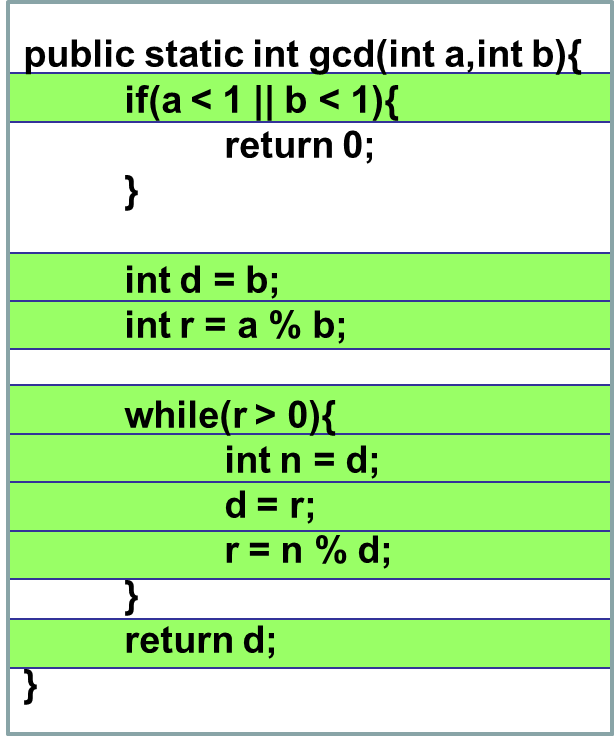 public static int gcd(int a,int b){
if(a < 1 || b < 1){
return 0;
}
int d = b;
int r = a % b;
while(r > 0){
int n = d;
d = r;
r = n % d;
}
return d;
}